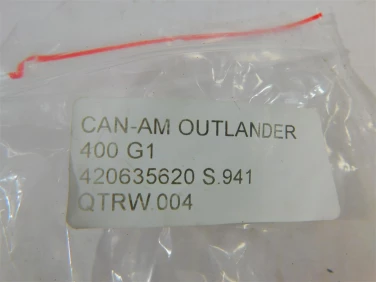 CAN-AM OUTLANDER
400 G1
420635620 S.941
QTRW.004